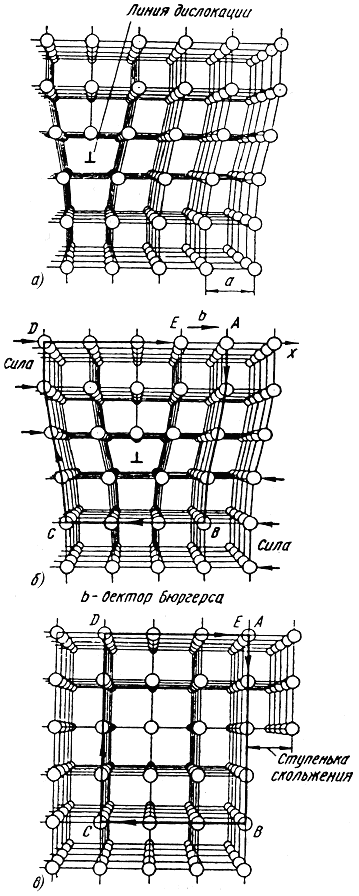 Линия дислокации
⊥
а)
a
D E b A
x
Сила
⊥
C B
Сила
б)
b- вектор Бюргерса
D E A
Ступенька
скольжения
C B
в)